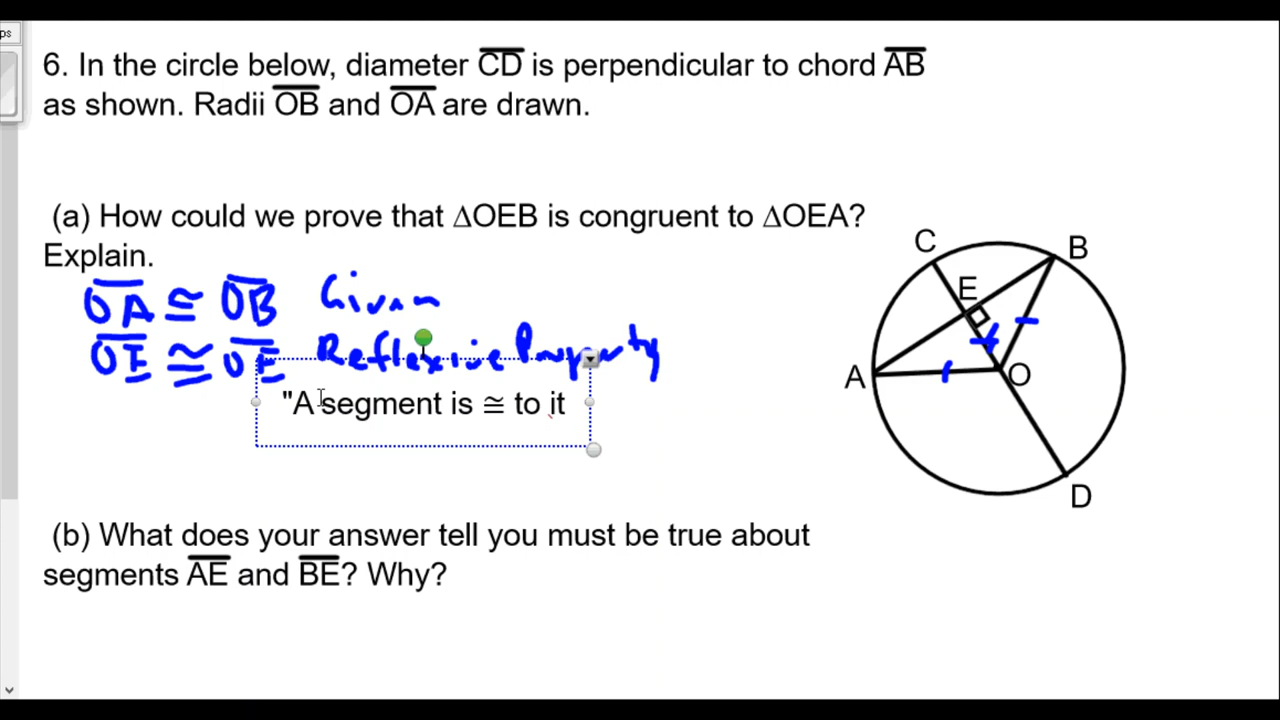 ps
6. In the circle below, diameter CD is perpendicular to chord AB
as shown. Radii OB and OA are drawn.
(a) How could we prove that ΔOEB is congruent to ΔOEA?
Explain.
OA ≅ OB Given
OE ≅ OE Reflexive Property
"A segment is ≅ to it
(b) What does your answer tell you must be true about
segments AE and BE? Why?
C
B
E
A
O
D